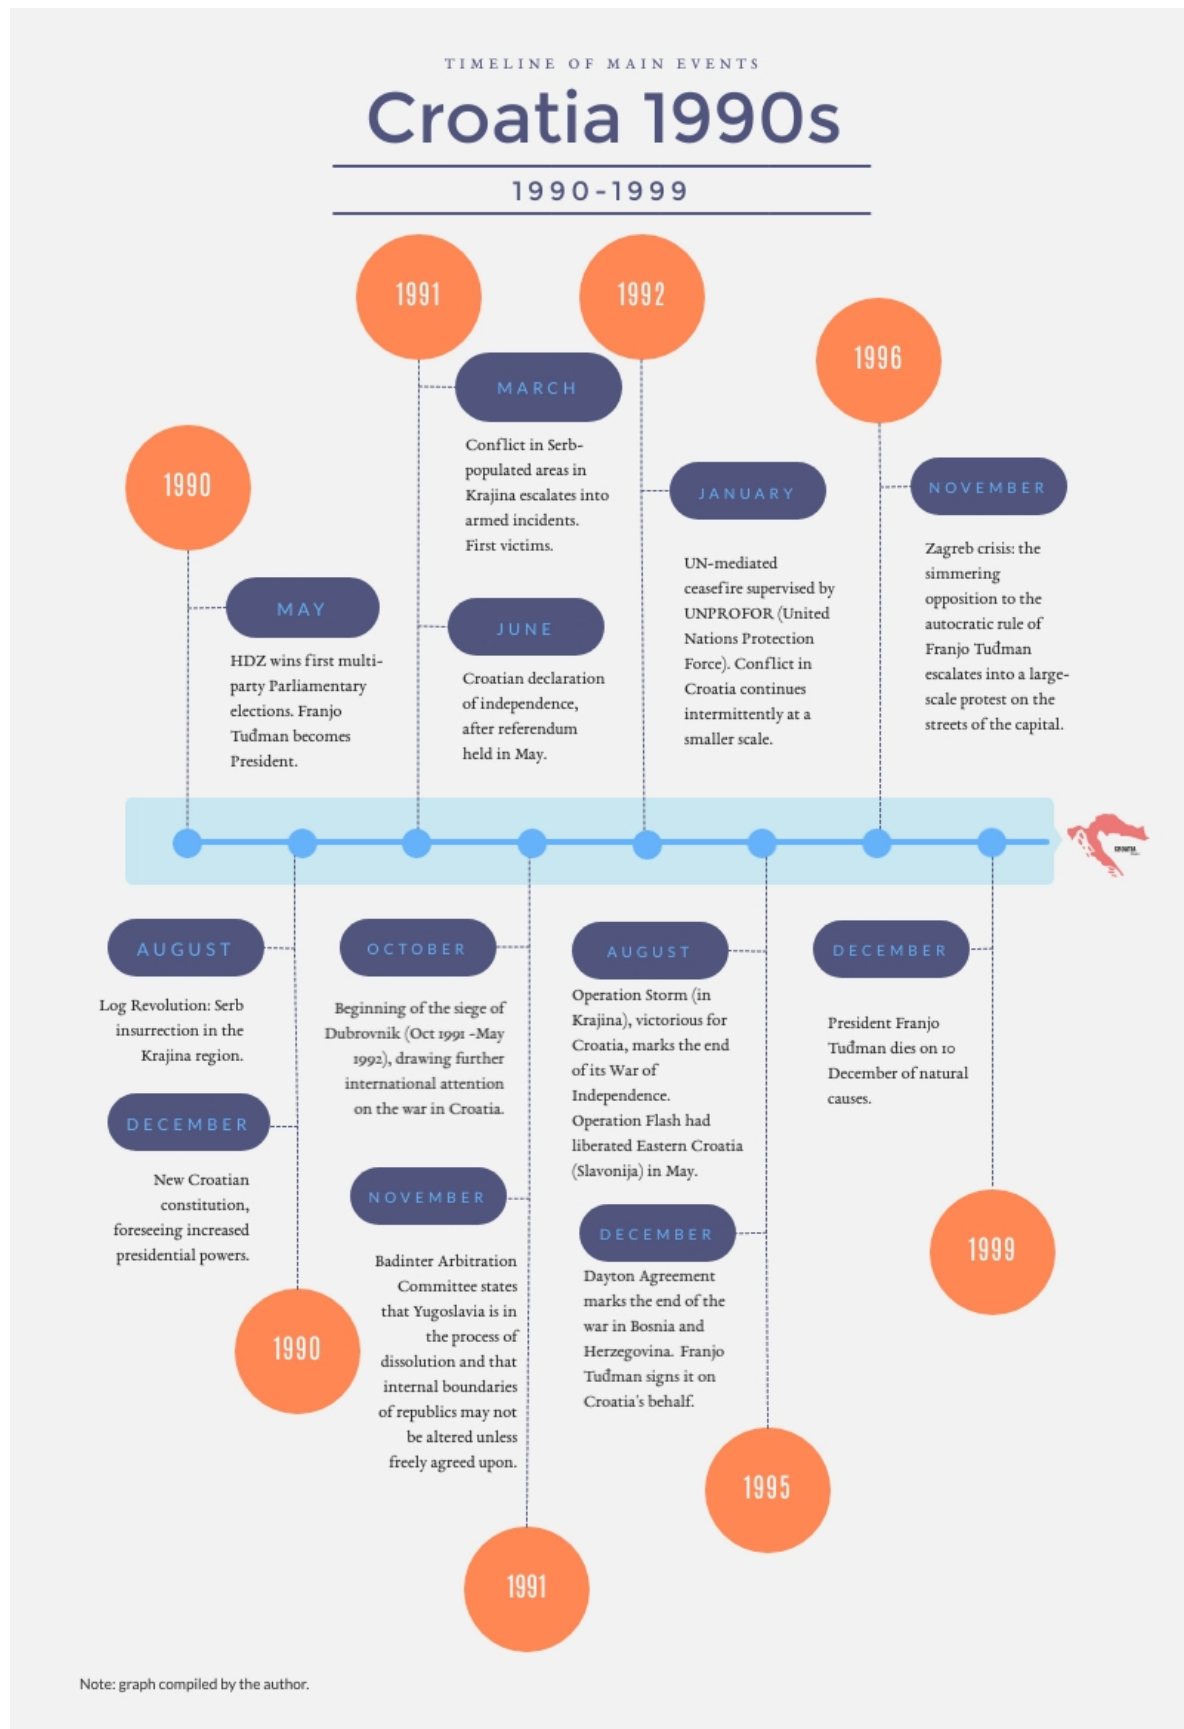 TIMELINE OF MAIN EVENTS
Croatia 1990s
1990-1999
1990
MAY
HDZ wins first multi-
party Parliamentary
elections. Franjo
Tuđman becomes
President.
1991
MARCH
Conflict in Serb-
populated areas in
Krajina escalates into
armed incidents.
First victims.
JUNE
Croatian declaration
of independence,
after referendum
held in May.
1992
JANUARY
UN-mediated
ceasefire supervised by
UNPROFOR (United
Nations Protection
Force). Conflict in
Croatia continues
intermittently at a
smaller scale.
1996
NOVEMBER
Zagreb crisis: the
simmering
opposition to the
autocratic rule of
Franjo Tuđman
escalates into a large-
scale protest on the
streets of the capital.
CROATIA
AUGUST
Log Revolution: Serb
insurrection in the
Krajina region.
DECEMBER
New Croatian
constitution,
foreseeing increased
presidential powers.
1990
OCTOBER
Beginning of the siege of
Dubrovnik (Oct 1991 -May
1992), drawing further
international attention
on the war in Croatia.
NOVEMBER
Badinter Arbitration
Committee states
that Yugoslavia is in
the process of
dissolution and that
internal boundaries
of republics may not
be altered unless
freely agreed upon.
1991
AUGUST
Operation Storm (in
Krajina), victorious for
Croatia, marks the end
of its War of
Independence.
Operation Flash had
liberated Eastern Croatia
(Slavonija) in May.
DECEMBER
Dayton Agreement
marks the end of the
war in Bosnia and
Herzegovina. Franjo
Tuđman signs it on
Croatia's behalf.
1995
DECEMBER
President Franjo
Tuđman dies on 10
December of natural
causes.
1999
Note: graph compiled by the author.